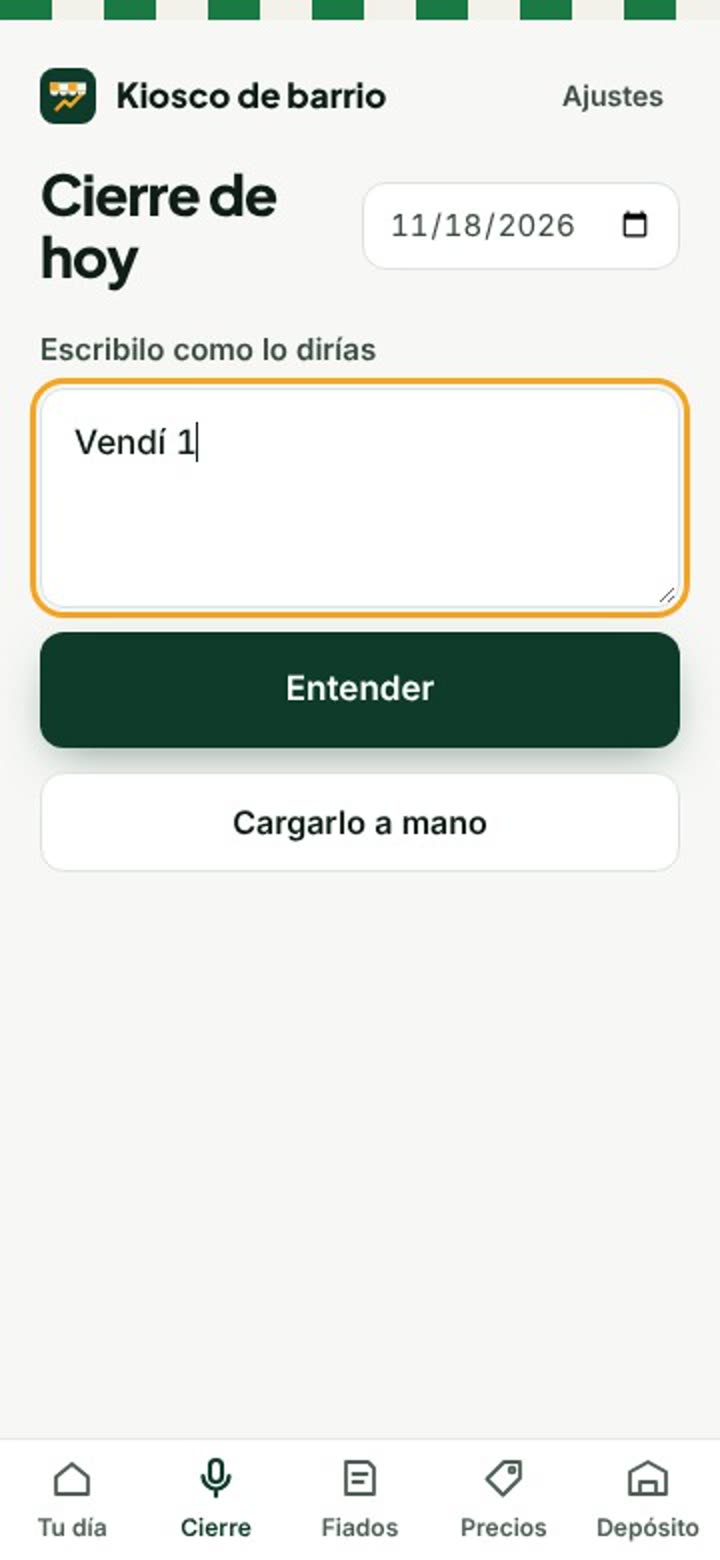 Kiosco de barrio
Ajustes
Cierre de
hoy
11/18/2026
Escribilo como lo dirías
Vendí 1
Entender
Cargarlo a mano
Tu día
Cierre
Fiados
Precios
Depósito